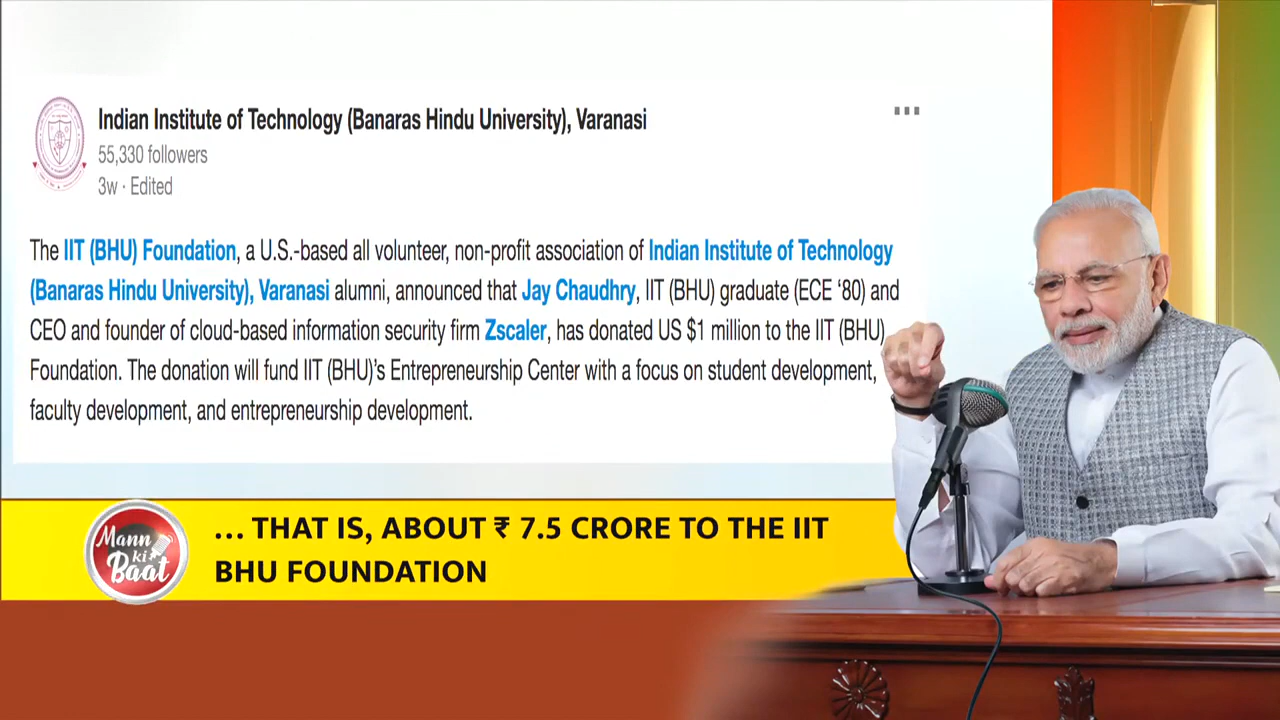 Indian Institute of Technology (Banaras Hindu University), Varanasi
55,330 followers
3w · Edited
The IIT (BHU) Foundation, a U.S.-based all volunteer, non-profit association of Indian Institute of Technology
(Banaras Hindu University), Varanasi alumni, announced that Jay Chaudhry, IIT (BHU) graduate (ECE ‘80) and
CEO and founder of cloud-based information security firm Zscaler, has donated US $1 million to the IIT (BHU)
Foundation. The donation will fund IIT (BHU)’s Entrepreneurship Center with a focus on student development,
faculty development, and entrepreneurship development.
Mann
ki
Baat
... THAT IS, ABOUT ₹ 7.5 CRORE TO THE IIT
BHU FOUNDATION